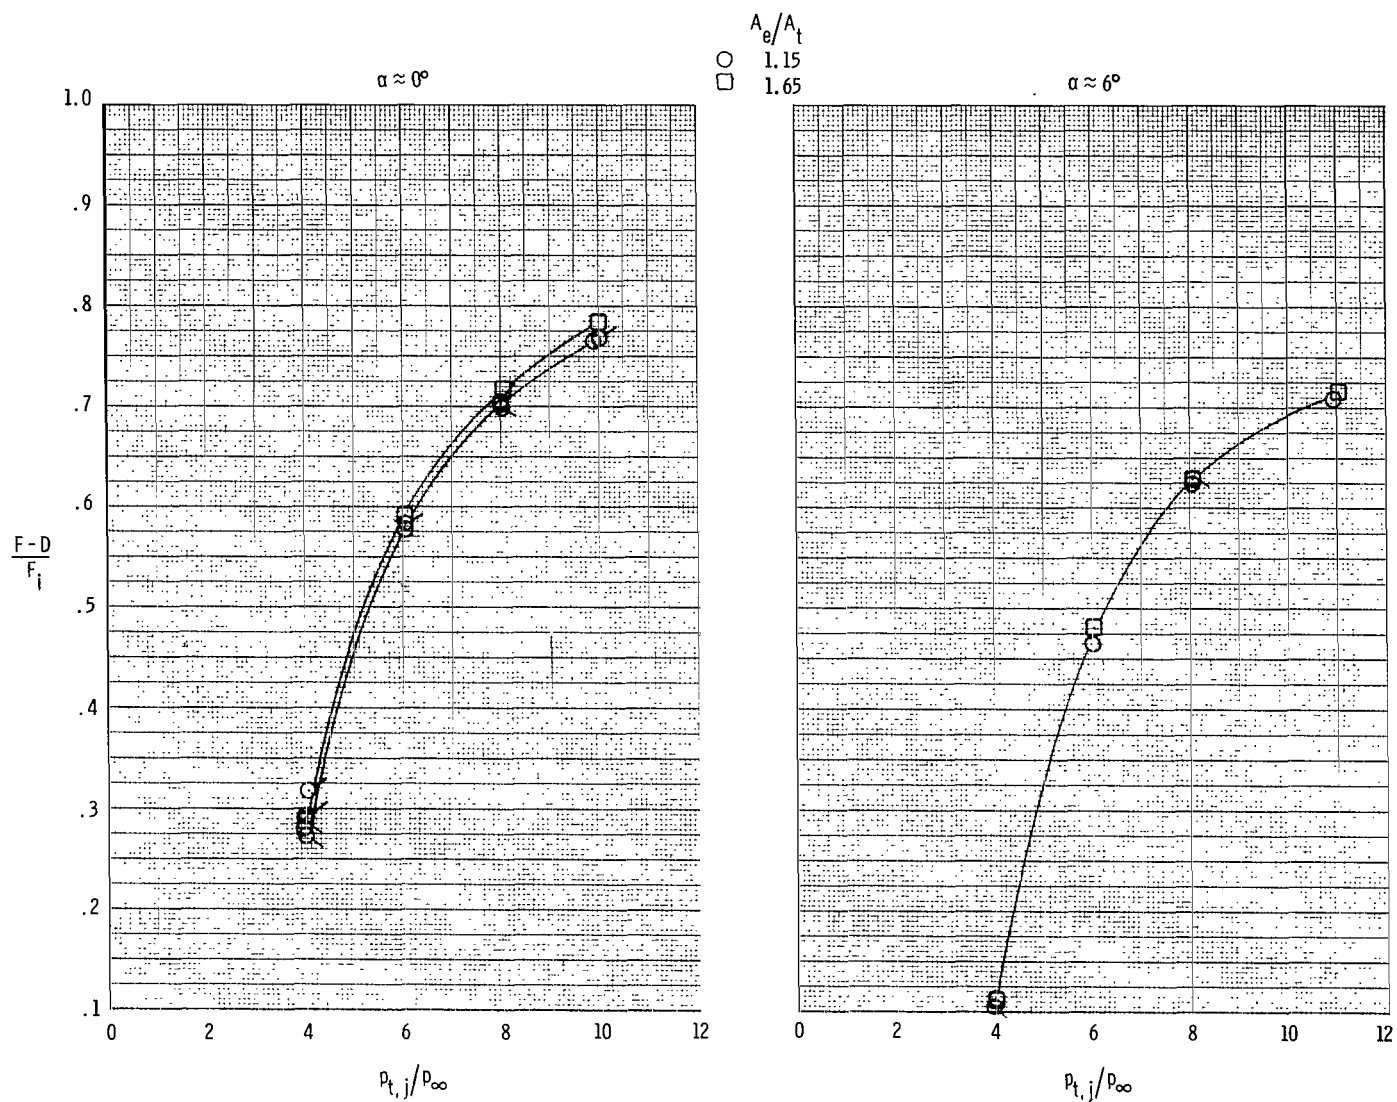 A_e/A_t
○ 1.15
□ 1.65
α ≈ 0°
α ≈ 6°
1.0
.9
.8
.7
.6
.5
.4
.3
.2
.1
F - D
F_i
0 2 4 6 8 10 12
0 2 4 6 8 10 12
p_t,j/p_∞
p_t,j/p_∞